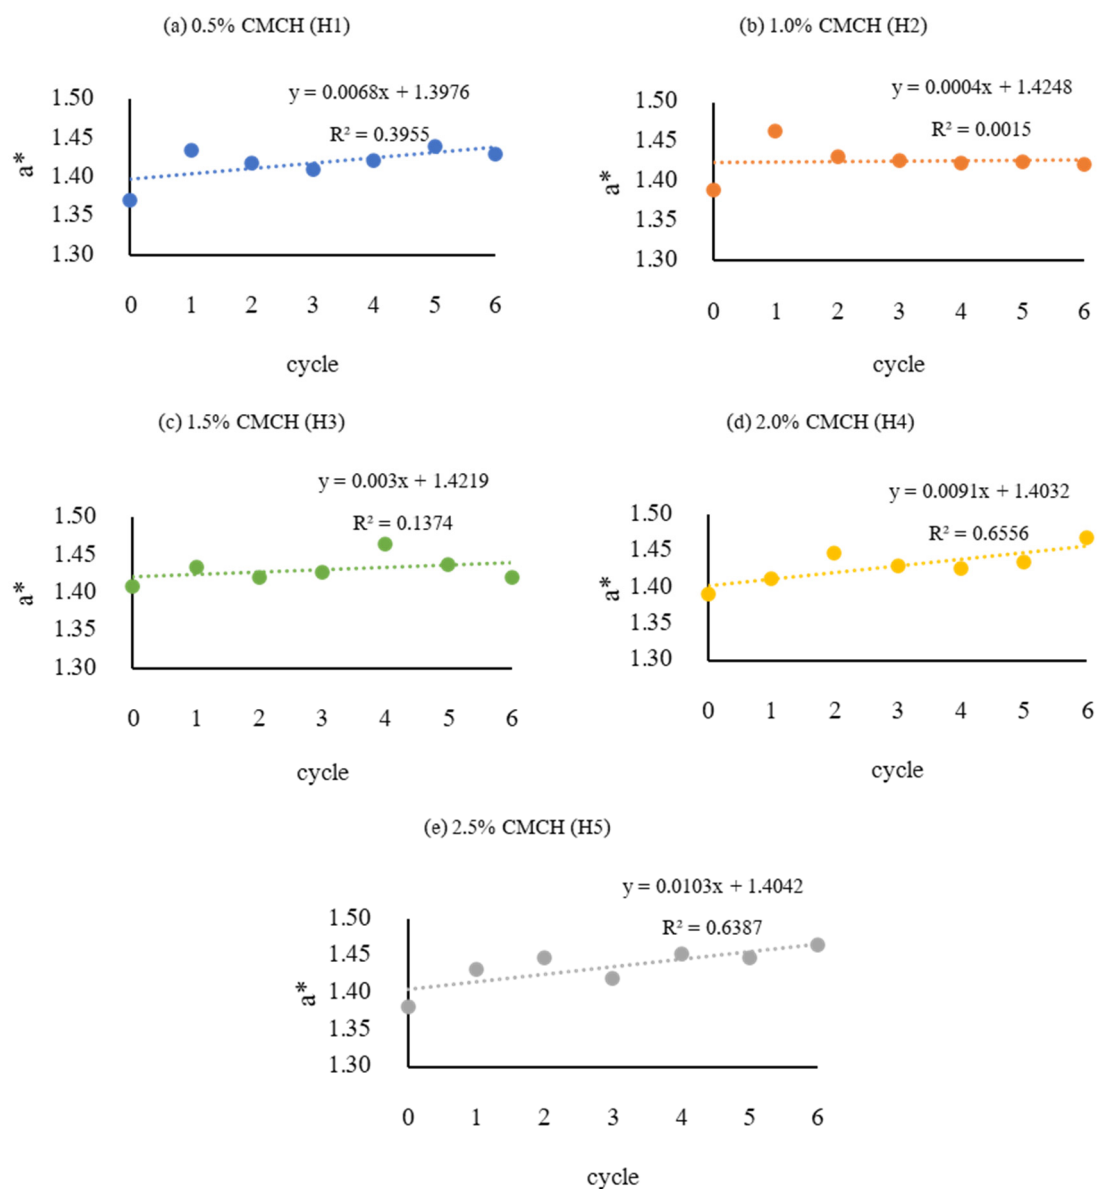 (a) 0.5% CMCH (H1)
y = 0.0068x + 1.3976
R² = 0.3955
1.50
1.45
1.40
1.35
1.30
a*
0 1 2 3 4 5 6
cycle
(b) 1.0% CMCH (H2)
y = 0.0004x + 1.4248
R² = 0.0015
1.50
1.45
1.40
1.35
1.30
a*
0 1 2 3 4 5 6
cycle
(c) 1.5% CMCH (H3)
y = 0.003x + 1.4219
R² = 0.1374
1.50
1.45
1.40
1.35
1.30
a*
0 1 2 3 4 5 6
cycle
(d) 2.0% CMCH (H4)
y = 0.0091x + 1.4032
R² = 0.6556
1.50
1.45
1.40
1.35
1.30
a*
0 1 2 3 4 5 6
cycle
(e) 2.5% CMCH (H5)
y = 0.0103x + 1.4042
R² = 0.6387
1.50
1.45
1.40
1.35
1.30
a*
0 1 2 3 4 5 6
cycle